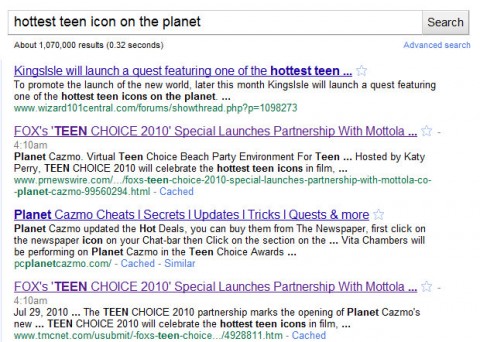 hottest teen icon on the planet Search
About 1,070,000 results (0.32 seconds) Advanced search
KingsIsle will launch a quest featuring one of the hottest teen ...
To promote the launch of the new world, later this month KingsIsle will launch a quest featuring
one of the hottest teen icons on the planet. ...
www.wizard101central.com/forums/showthread.php?p=1098273
FOX's 'TEEN CHOICE 2010' Special Launches Partnership With Mottola ... -
4:10am
Planet Cazmo. Virtual Teen Choice Beach Party Environment For Teen ... Hosted by Katy
Perry, TEEN CHOICE 2010 will celebrate the hottest teen icons in film, ...
www.prnewswire.com/.../foxs-teen-choice-2010-special-launches-partnership-with-mottola-co-
-planet-cazmo-99560294.html - Cached
Planet Cazmo Cheats l Secrets l Updates l Tricks l Quests & more
Planet Cazmo updated the Hot Deals, you can buy them from The Newspaper, first click on
the newspaper icon on your Chat-bar then Click on the section on the ... Vita Chambers will
be performing on Planet Cazmo in the Teen Choice Awards ...
pcplanetcazmo.com/ - Cached - Similar
FOX's 'TEEN CHOICE 2010' Special Launches Partnership With Mottola ... -
4:10am
Jul 29, 2010 ... The TEEN CHOICE 2010 partnership marks the opening of Planet Cazmo's
new ... TEEN CHOICE 2010 will celebrate the hottest teen icons in film, ...
www.tmcnet.com/usubmit/-foxs-teen-choice.../4928811.htm - Cached